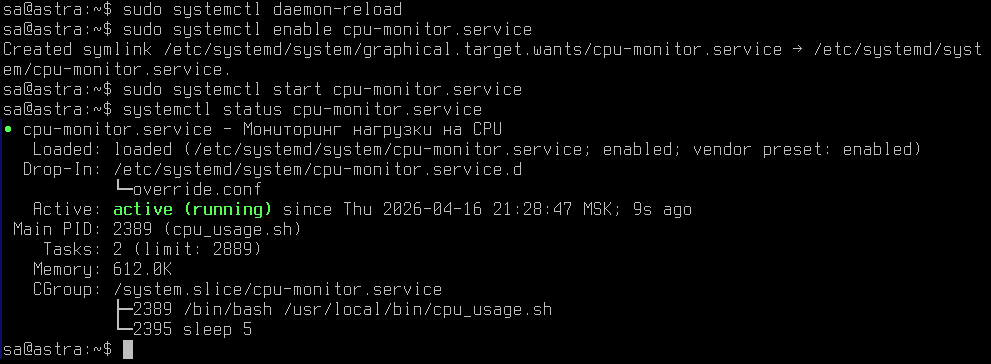 sa@astra:~$ sudo systemctl daemon-reload
sa@astra:~$ sudo systemctl enable cpu-monitor.service
Created symlink /etc/systemd/system/graphical.target.wants/cpu-monitor.service → /etc/systemd/syst
em/cpu-monitor.service.
sa@astra:~$ sudo systemctl start cpu-monitor.service
sa@astra:~$ systemctl status cpu-monitor.service
● cpu-monitor.service - Мониторинг нагрузки на CPU
   Loaded: loaded (/etc/systemd/system/cpu-monitor.service; enabled; vendor preset: enabled)
  Drop-In: /etc/systemd/system/cpu-monitor.service.d
           └─override.conf
   Active: active (running) since Thu 2026-04-16 21:28:47 MSK; 9s ago
 Main PID: 2389 (cpu_usage.sh)
    Tasks: 2 (limit: 2889)
   Memory: 612.0K
   CGroup: /system.slice/cpu-monitor.service
           ├─2389 /bin/bash /usr/local/bin/cpu_usage.sh
           └─2395 sleep 5
sa@astra:~$